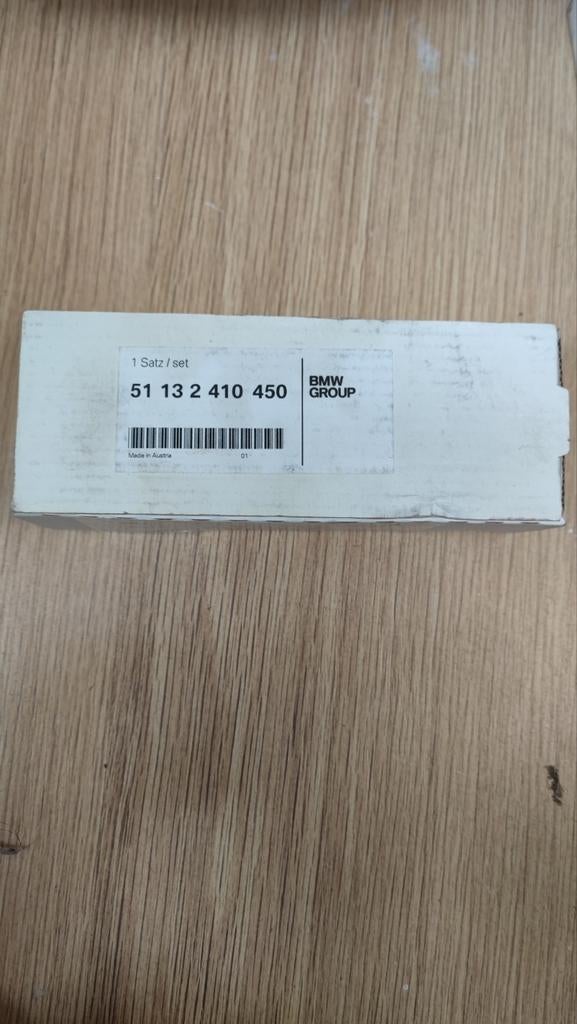 1 Satz / set
51 13 2 410 450
Made in Austria 01
BMW
GROUP